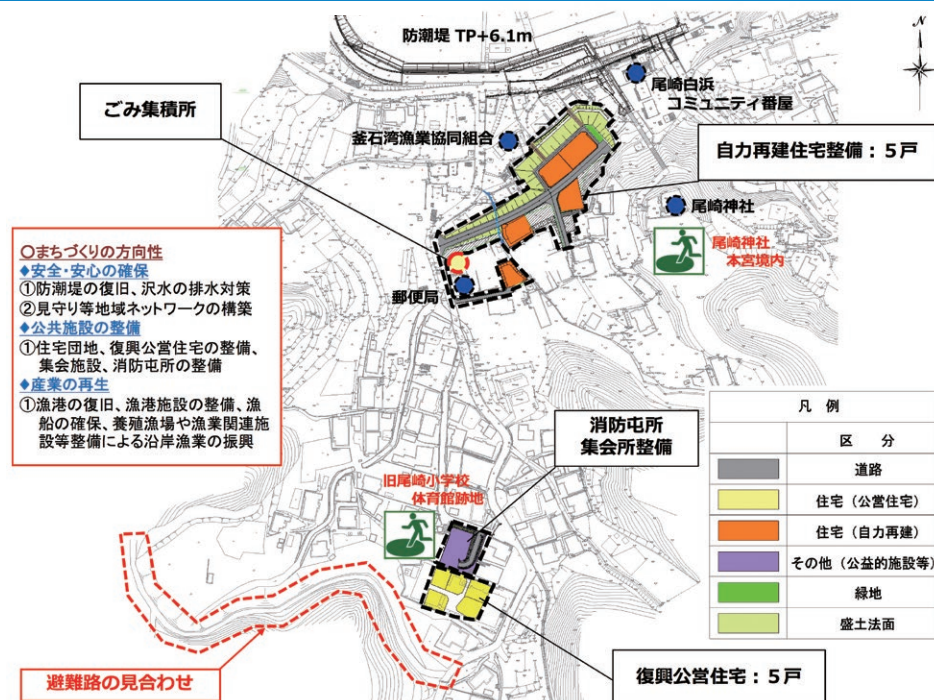 防潮堤 TP+6.1m
N
尾崎白浜
コミュニティ番屋
ごみ集積所
釜石湾漁業協同組合
自力再建住宅整備：５戸
尾崎神社
尾崎神社
本宮境内
○まちづくりの方向性
◆安全・安心の確保
①防潮堤の復旧、沢水の排水対策
②見守り等地域ネットワークの構築
◆公共施設の整備
①住宅団地、復興公営住宅の整備、
集会施設、消防屯所の整備
◆産業の再生
①漁港の復旧、漁港施設の整備、漁
船の確保、養殖漁場や漁業関連施
設等整備による沿岸漁業の振興
郵便局
消防屯所
集会所整備
旧尾崎小学校
体育館跡地
凡 例
区 分
道路
住宅（公営住宅）
住宅（自力再建）
その他（公益的施設等）
緑地
盛土法面
避難路の見合わせ
復興公営住宅：５戸